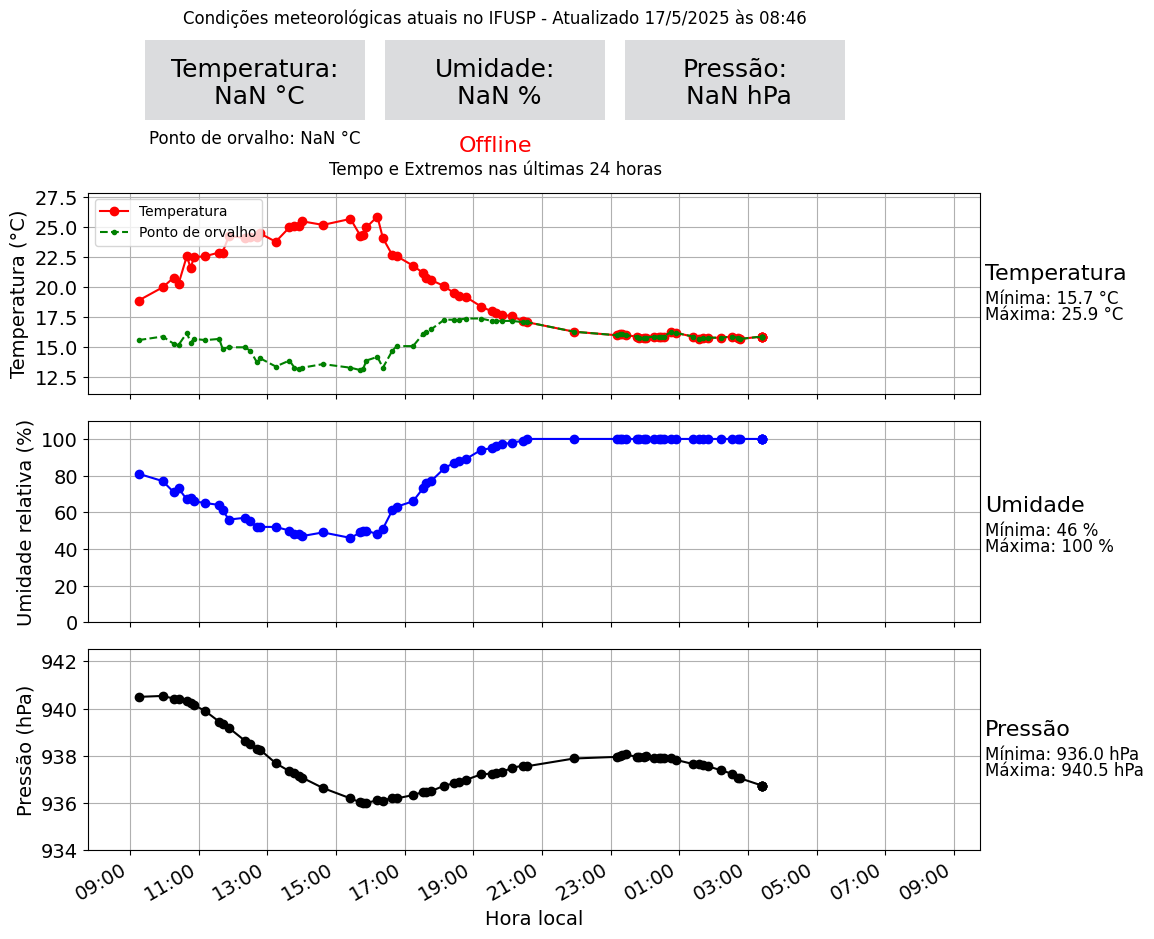 Condições meteorológicas atuais no IFUSP - Atualizado 17/5/2025 às 08:46
Temperatura:
NaN °C
Umidade:
NaN %
Pressão:
NaN hPa
Ponto de orvalho: NaN °C
Offline
Tempo e Extremos nas últimas 24 horas
Temperatura (°C)
27.5
25.0
22.5
20.0
17.5
15.0
12.5
Temperatura
Ponto de orvalho
Temperatura
Mínima: 15.7 °C
Máxima: 25.9 °C
Umidade relativa (%)
100
80
60
40
20
0
Umidade
Mínima: 46 %
Máxima: 100 %
Pressão (hPa)
942
940
938
936
934
Pressão
Mínima: 936.0 hPa
Máxima: 940.5 hPa
09:00 11:00 13:00 15:00 17:00 19:00 21:00 23:00 01:00 03:00 05:00 07:00 09:00
Hora local